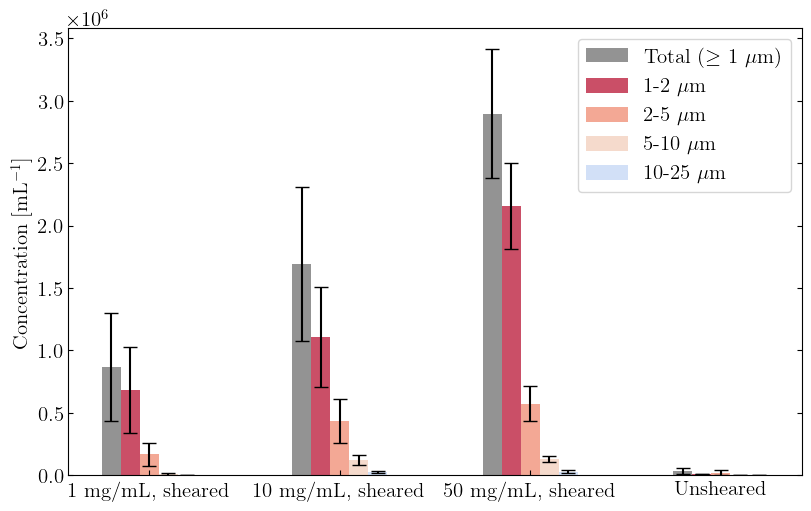 ×10⁶
3.5
3.0
2.5
2.0
1.5
1.0
0.5
0.0
Concentration [mL⁻¹]
Total (≥ 1 μm)
1-2 μm
2-5 μm
5-10 μm
10-25 μm
1 mg/mL, sheared
10 mg/mL, sheared
50 mg/mL, sheared
Unsheared